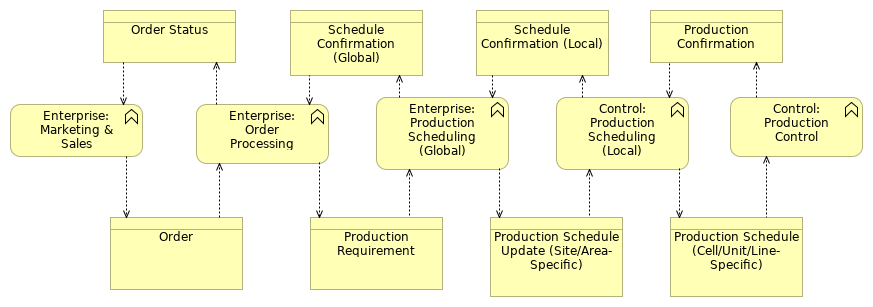 Order Status
Schedule
Confirmation
(Global)
Schedule
Confirmation (Local)
Production
Confirmation
Enterprise:
Marketing &
Sales
Enterprise:
Order
Processing
Enterprise:
Production
Scheduling
(Global)
Control:
Production
Scheduling
(Local)
Control:
Production
Control
Order
Production
Requirement
Production Schedule
Update (Site/Area-
Specific)
Production Schedule
(Cell/Unit/Line-
Specific)